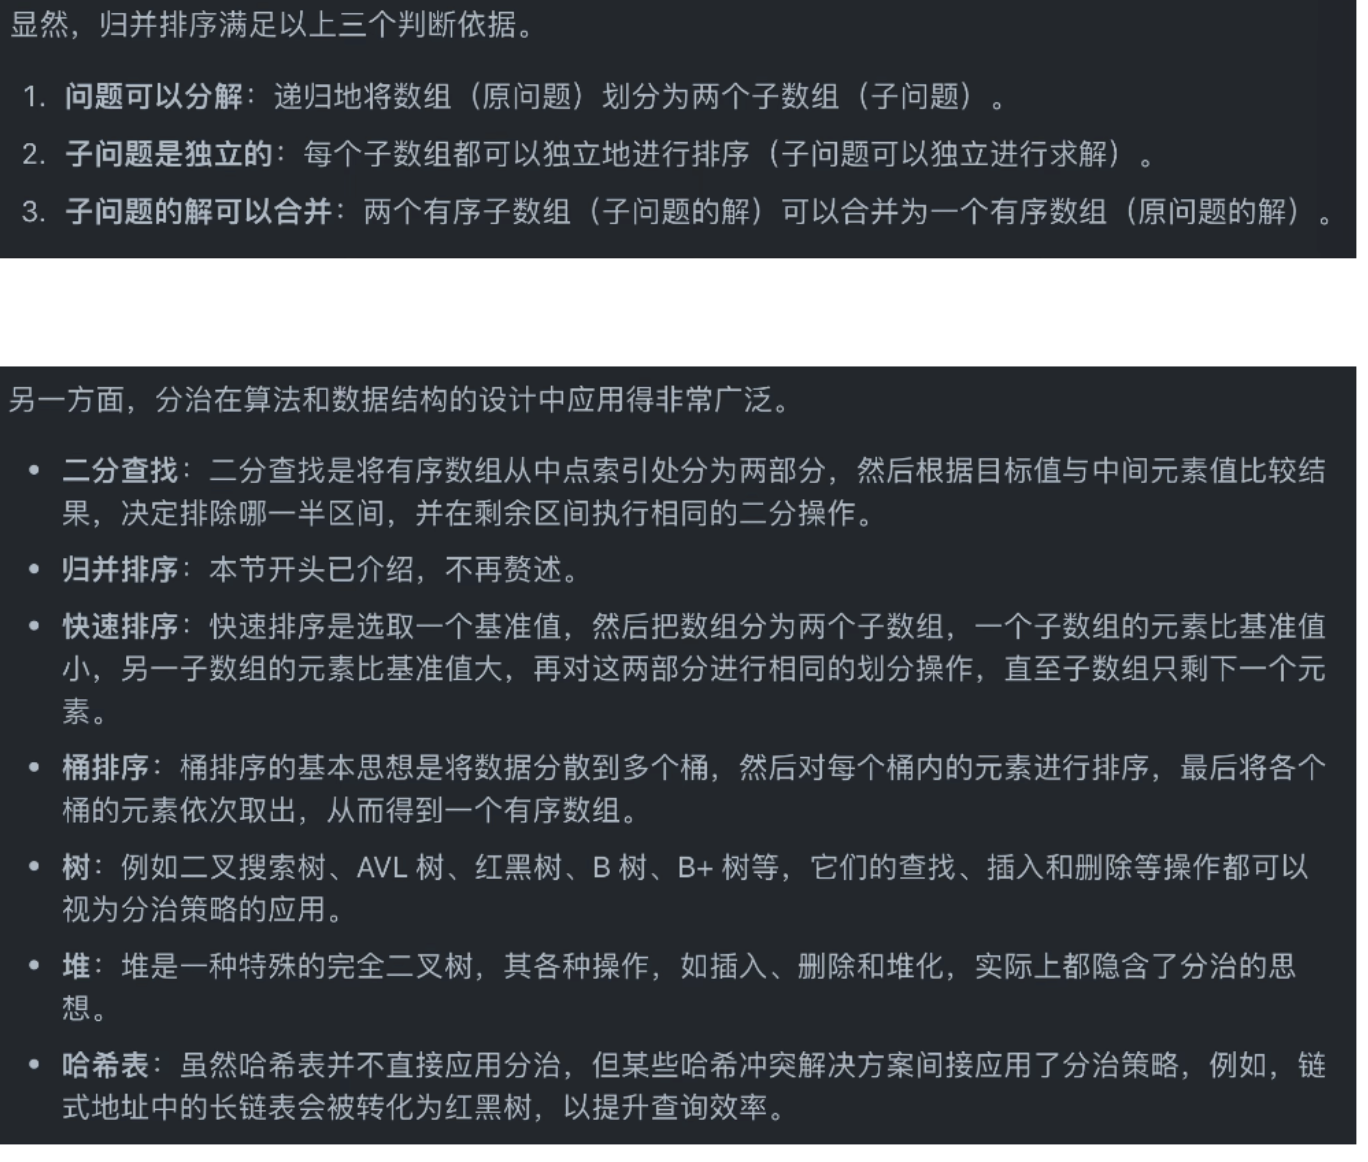 显然，归并排序满足以上三个判断依据。
1. 问题可以分解：递归地将数组（原问题）划分为两个子数组（子问题）。
2. 子问题是独立的：每个子数组都可以独立地进行排序（子问题可以独立进行求解）。
3. 子问题的解可以合并：两个有序子数组（子问题的解）可以合并为一个有序数组（原问题的解）。
另一方面，分治在算法和数据结构的设计中应用得非常广泛。
• 二分查找：二分查找是将有序数组从中点索引处分为两部分，然后根据目标值与中间元素值比较结
果，决定排除哪一半区间，并在剩余区间执行相同的二分操作。
• 归并排序：本节开头已介绍，不再赘述。
• 快速排序：快速排序是选取一个基准值，然后把数组分为两个子数组，一个子数组的元素比基准值
小，另一子数组的元素比基准值大，再对这两部分进行相同的划分操作，直至子数组只剩下一个元
素。
• 桶排序：桶排序的基本思想是将数据分散到多个桶，然后对每个桶内的元素进行排序，最后将各个
桶的元素依次取出，从而得到一个有序数组。
• 树：例如二叉搜索树、AVL 树、红黑树、B 树、B+ 树等，它们的查找、插入和删除等操作都可以
视为分治策略的应用。
• 堆：堆是一种特殊的完全二叉树，其各种操作，如插入、删除和堆化，实际上都隐含了分治的思
想。
• 哈希表：虽然哈希表并不直接应用分治，但某些哈希冲突解决方案间接应用了分治策略，例如，链
式地址中的长链表会被转化为红黑树，以提升查询效率。